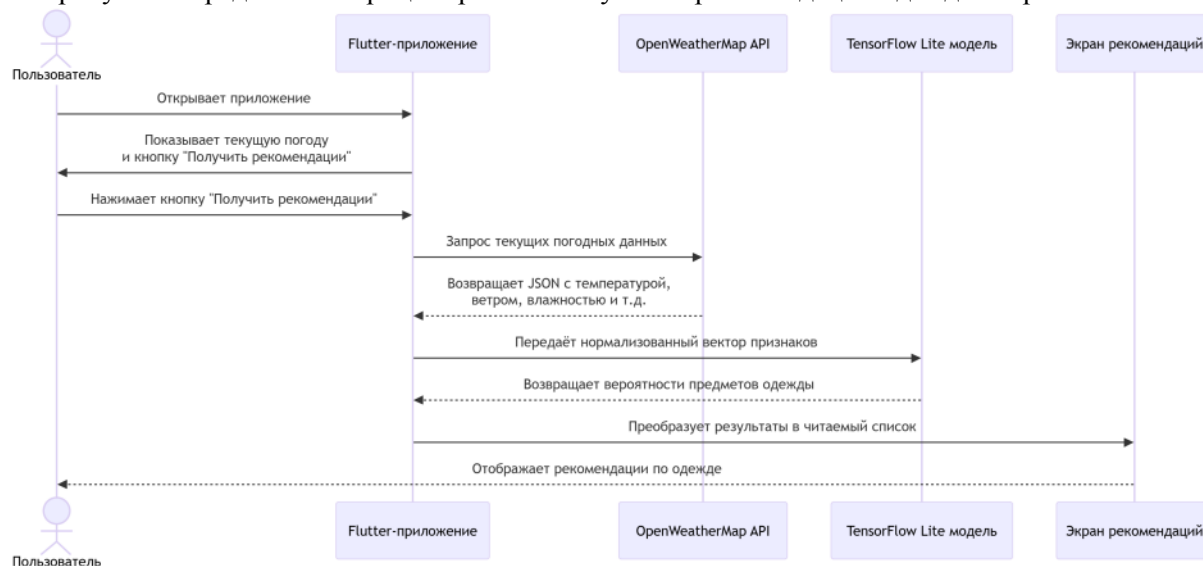 Пользователь
Flutter-приложение
OpenWeatherMap API
TensorFlow Lite модель
Экран рекомендаций
Открывает приложение
Показывает текущую погоду
и кнопку "Получить рекомендации"
Нажимает кнопку "Получить рекомендации"
Запрос текущих погодных данных
Возвращает JSON с температурой,
ветром, влажностью и т.д.
Передаёт нормализованный вектор признаков
Возвращает вероятности предметов одежды
Преобразует результаты в читаемый список
Отображает рекомендации по одежде
Flutter-приложение
OpenWeatherMap API
TensorFlow Lite модель
Экран рекомендаций
Пользователь